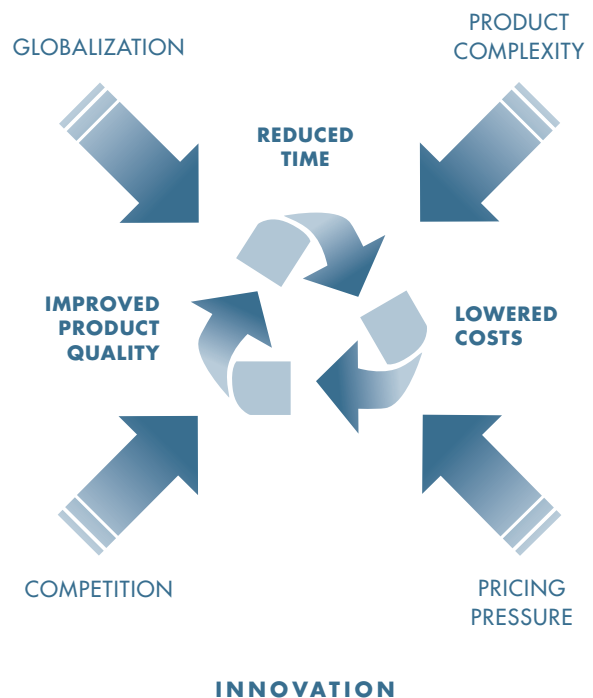 GLOBALIZATION
PRODUCT
COMPLEXITY
REDUCED
TIME
IMPROVED
PRODUCT
QUALITY
LOWERED
COSTS
COMPETITION
PRICING
PRESSURE
INNOVATION